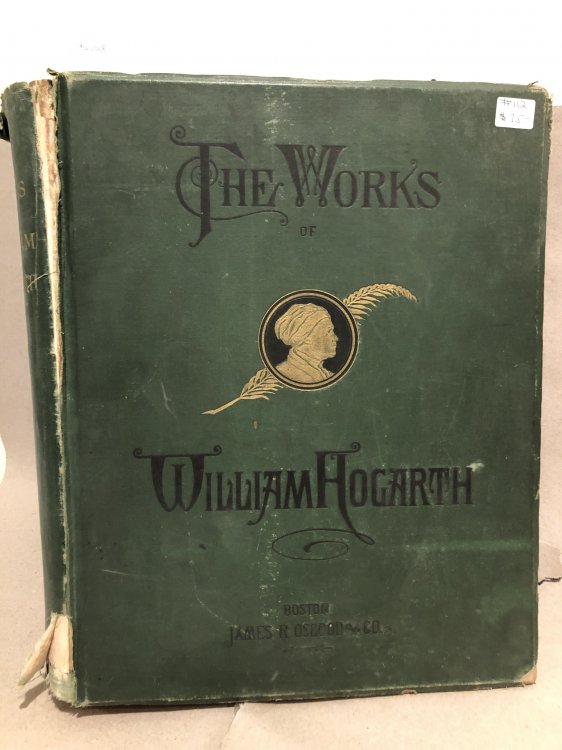 THE WORKS
OF
WILLIAM HOGARTH
BOSTON
JAMES R. OSGOOD & CO.